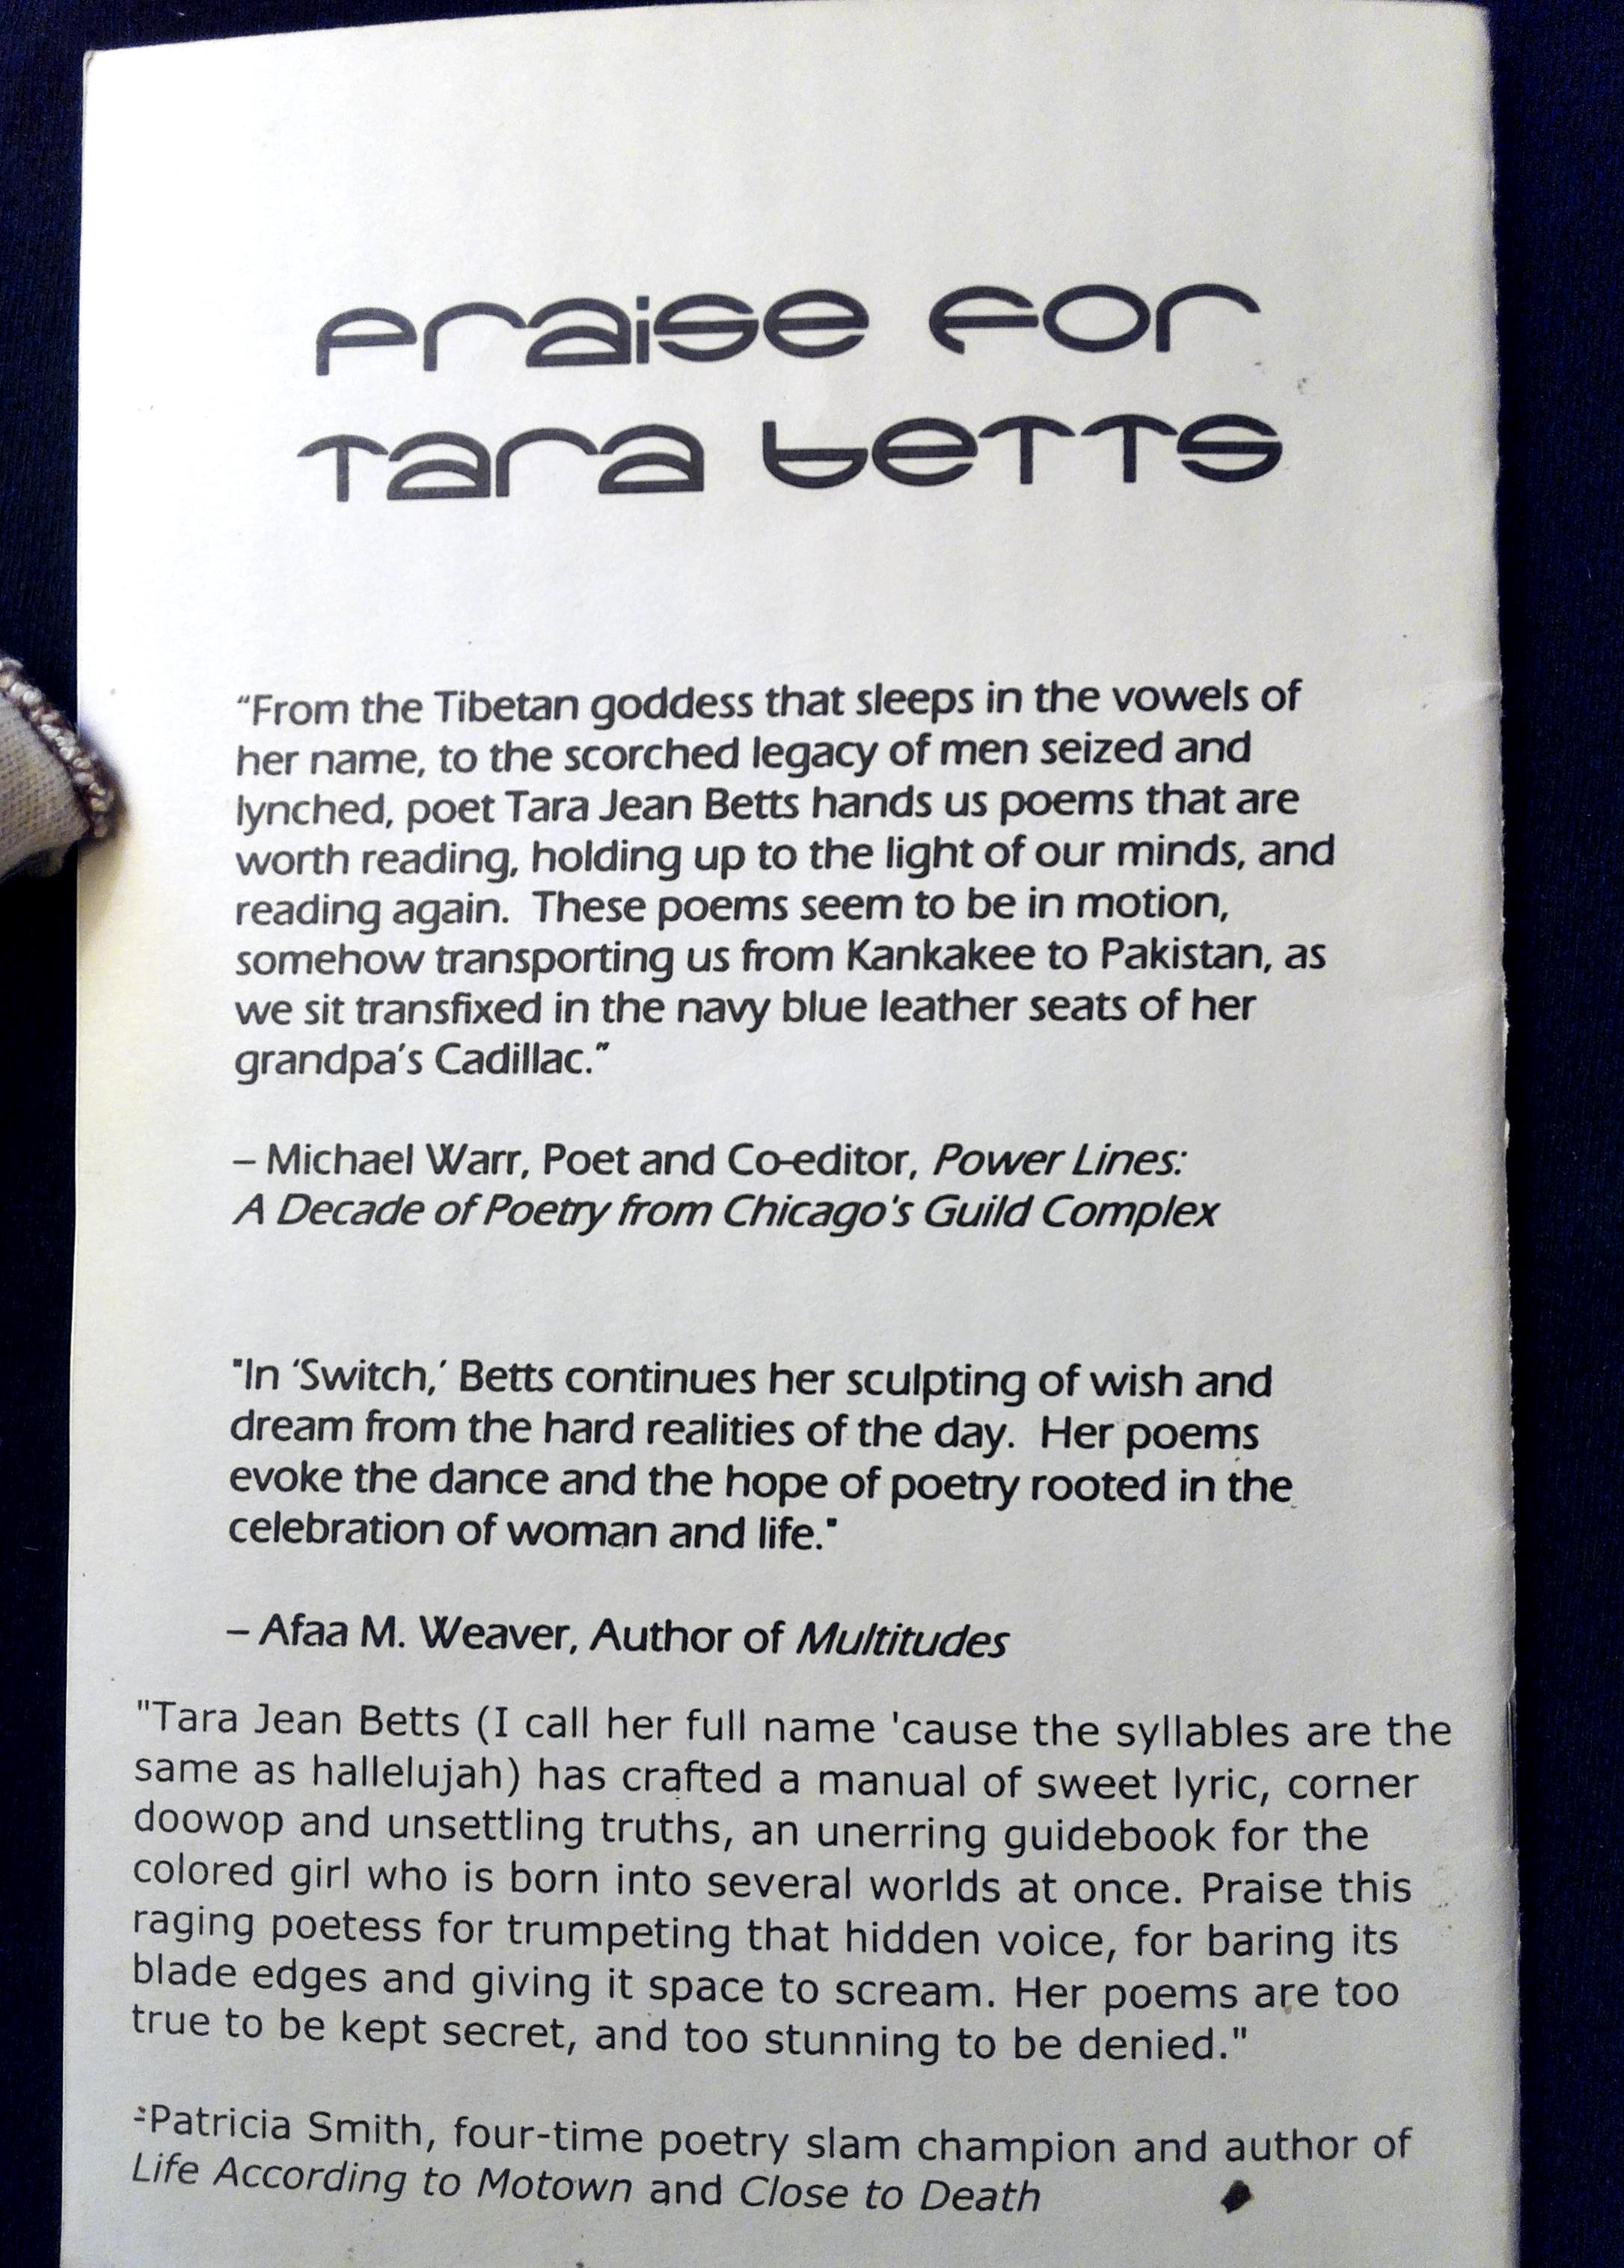 Praise for
Tara Betts
“From the Tibetan goddess that sleeps in the vowels of
her name, to the scorched legacy of men seized and
lynched, poet Tara Jean Betts hands us poems that are
worth reading, holding up to the light of our minds, and
reading again.  These poems seem to be in motion,
somehow transporting us from Kankakee to Pakistan, as
we sit transfixed in the navy blue leather seats of her
grandpa’s Cadillac.”
– Michael Warr, Poet and Co-editor, Power Lines:
A Decade of Poetry from Chicago's Guild Complex
"In ‘Switch,’ Betts continues her sculpting of wish and
dream from the hard realities of the day.  Her poems
evoke the dance and the hope of poetry rooted in the
celebration of woman and life."
– Afaa M. Weaver, Author of Multitudes
"Tara Jean Betts (I call her full name 'cause the syllables are the
same as hallelujah) has crafted a manual of sweet lyric, corner
doowop and unsettling truths, an unerring guidebook for the
colored girl who is born into several worlds at once. Praise this
raging poetess for trumpeting that hidden voice, for baring its
blade edges and giving it space to scream. Her poems are too
true to be kept secret, and too stunning to be denied."
-Patricia Smith, four-time poetry slam champion and author of
Life According to Motown and Close to Death